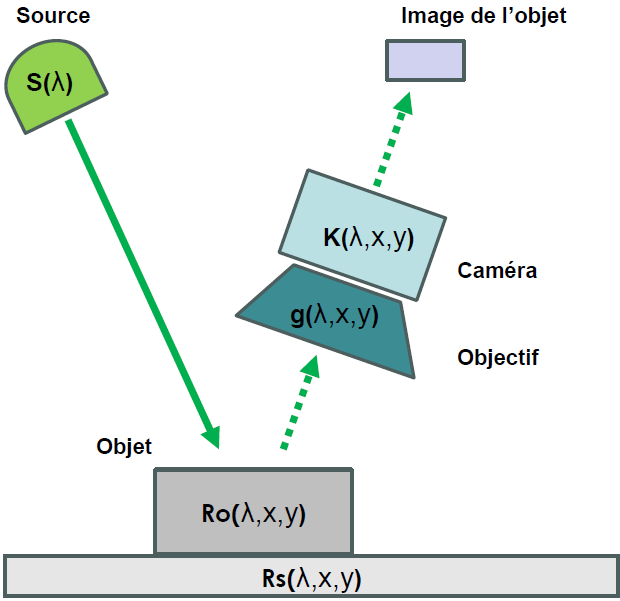 Source
Image de l'objet
S(λ)
K(λ,x,y)
Caméra
g(λ,x,y)
Objectif
Objet
Ro(λ,x,y)
Rs(λ,x,y)